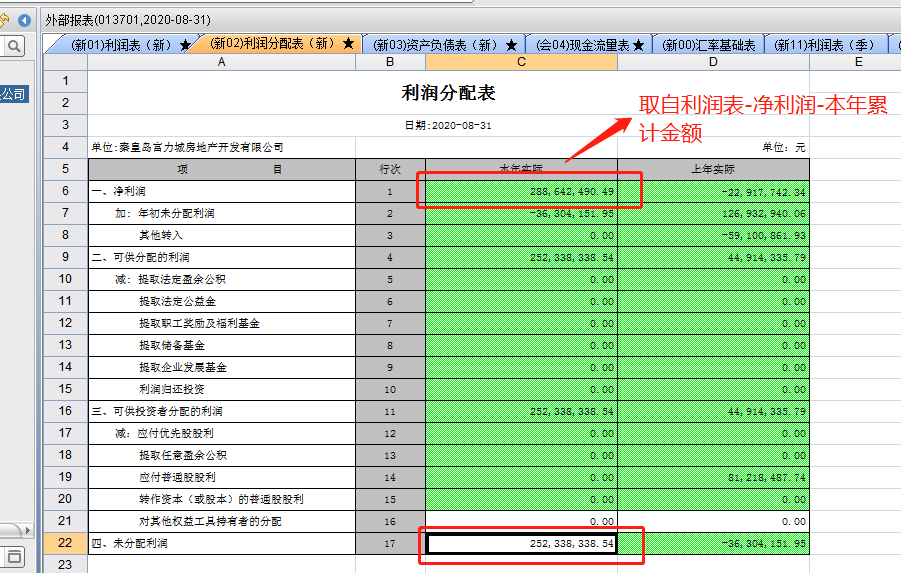 外部报表(013701,2020-08-31)
(新01)利润表（新）★ (新02)利润分配表（新）★ (新03)资产负债表（新）★ (会04)现金流量表★ (新00)汇率基础表 (新11)利润表（季）
A B C D E
1
2 利润分配表
3 日期:2020-08-31
取自利润表-净利润-本年累
计金额
4 单位:秦皇岛富力城房地产开发有限公司 单位：元
公司
5 项 目 行次 本年实际 上年实际
6 一、净利润 1 288,642,490.49 -22,917,742.34
7 加：年初未分配利润 2 -36,304,151.95 126,932,940.06
8 其他转入 3 0.00 -59,100,861.93
9 二、可供分配的利润 4 252,338,338.54 44,914,335.79
10 减：提取法定盈余公积 5 0.00 0.00
11 提取法定公益金 6 0.00 0.00
12 提取职工奖励及福利基金 7 0.00 0.00
13 提取储备基金 8 0.00 0.00
14 提取企业发展基金 9 0.00 0.00
15 利润归还投资 10 0.00 0.00
16 三、可供投资者分配的利润 11 252,338,338.54 44,914,335.79
17 减：应付优先股股利 12 0.00 0.00
18 提取任意盈余公积 13 0.00 0.00
19 应付普通股股利 14 0.00 81,218,487.74
20 转作资本（或股本）的普通股股利 15 0.00 0.00
21 对其他权益工具持有者的分配 16 0.00 0.00
22 四、未分配利润 17 252,338,338.54 -36,304,151.95
23